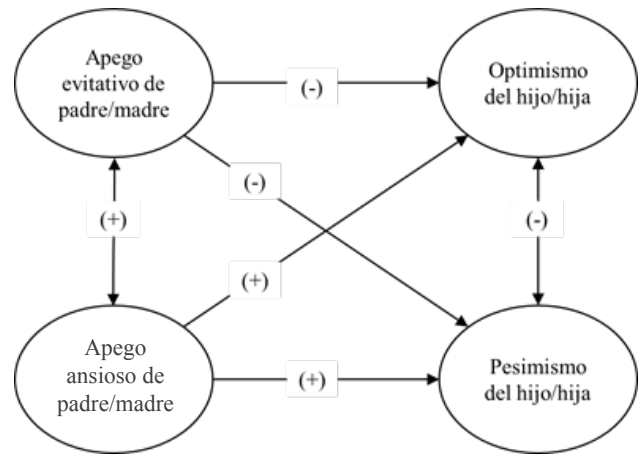 Apego
evitativo de
padre/madre
(-)
Optimismo
del hijo/hija
(-)
(+)
(-)
(+)
Apego
ansioso de
padre/madre
(+)
Pesimismo
del hijo/hija